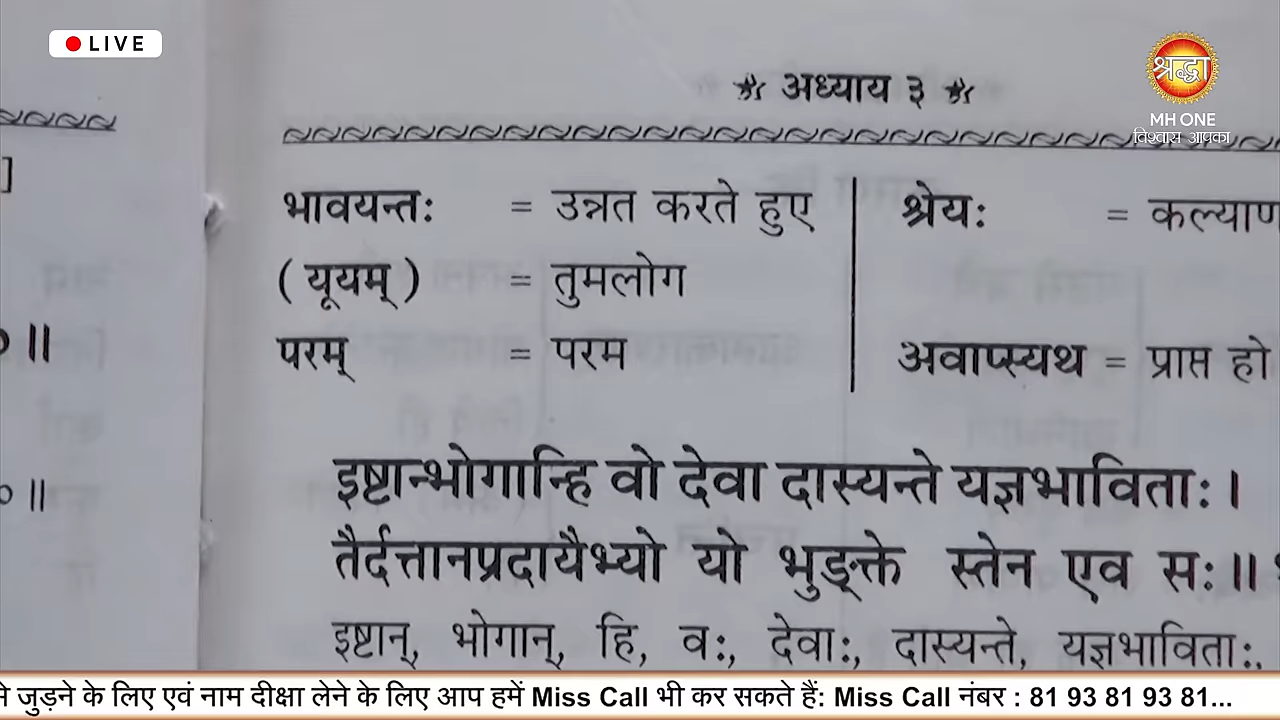 LIVE
श्रद्धा
MH ONE
विश्वास आपका
★ अध्याय ३ ★
]
भावयन्तः = उन्नत करते हुए
श्रेयः = कल्याण
(यूयम्) = तुमलोग
परम् = परम
अवाप्स्यथ = प्राप्त हो
० ॥
इष्टान्भोगान्हि वो देवा दास्यन्ते यज्ञभाविताः ।
० ॥
तैर्दत्तानप्रदायैभ्यो यो भुङ्क्ते स्तेन एव सः ॥
इष्टान्, भोगान्, हि, वः, देवाः, दास्यन्ते, यज्ञभाविताः,
जुड़ने के लिए एवं नाम दीक्षा लेने के लिए आप हमें Miss Call भी कर सकते हैं: Miss Call नंबर : 81 93 81 93 81...